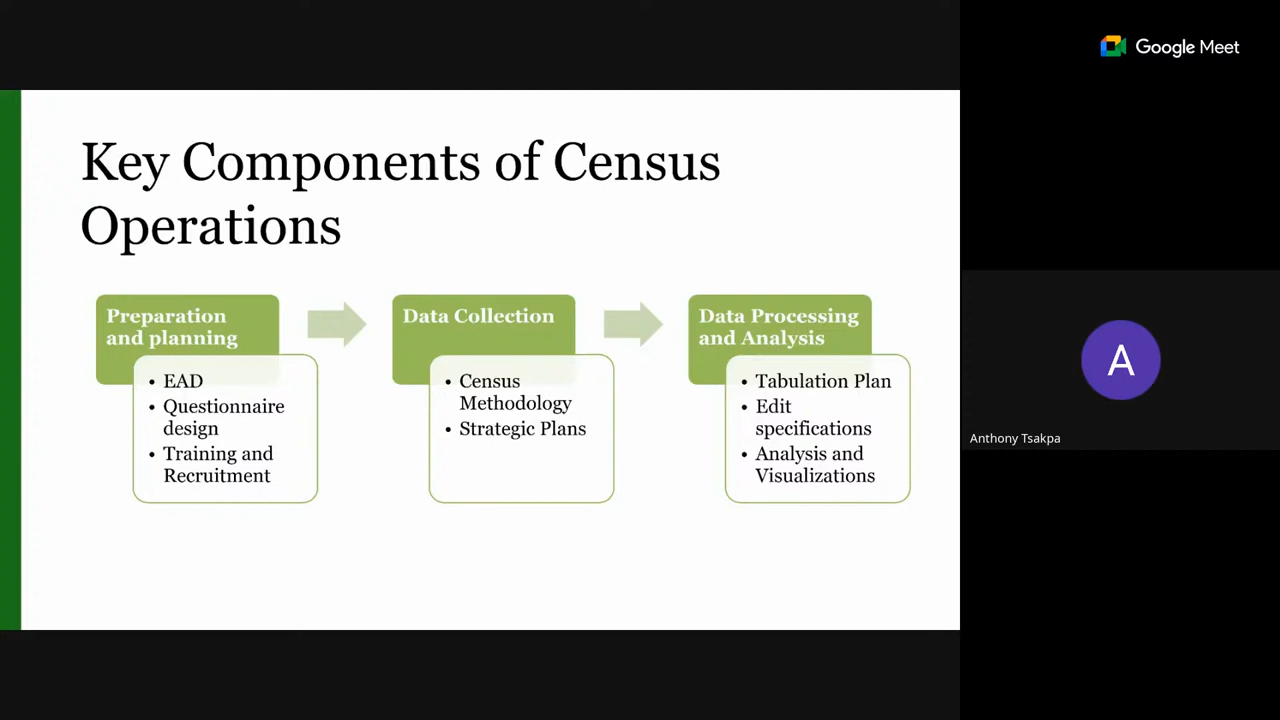 Google Meet
Key Components of Census
Operations
Preparation
and planning
• EAD
• Questionnaire
design
• Training and
Recruitment
Data Collection
• Census
Methodology
• Strategic Plans
Data Processing
and Analysis
• Tabulation Plan
• Edit
specifications
• Analysis and
Visualizations
A
Anthony Tsakpa